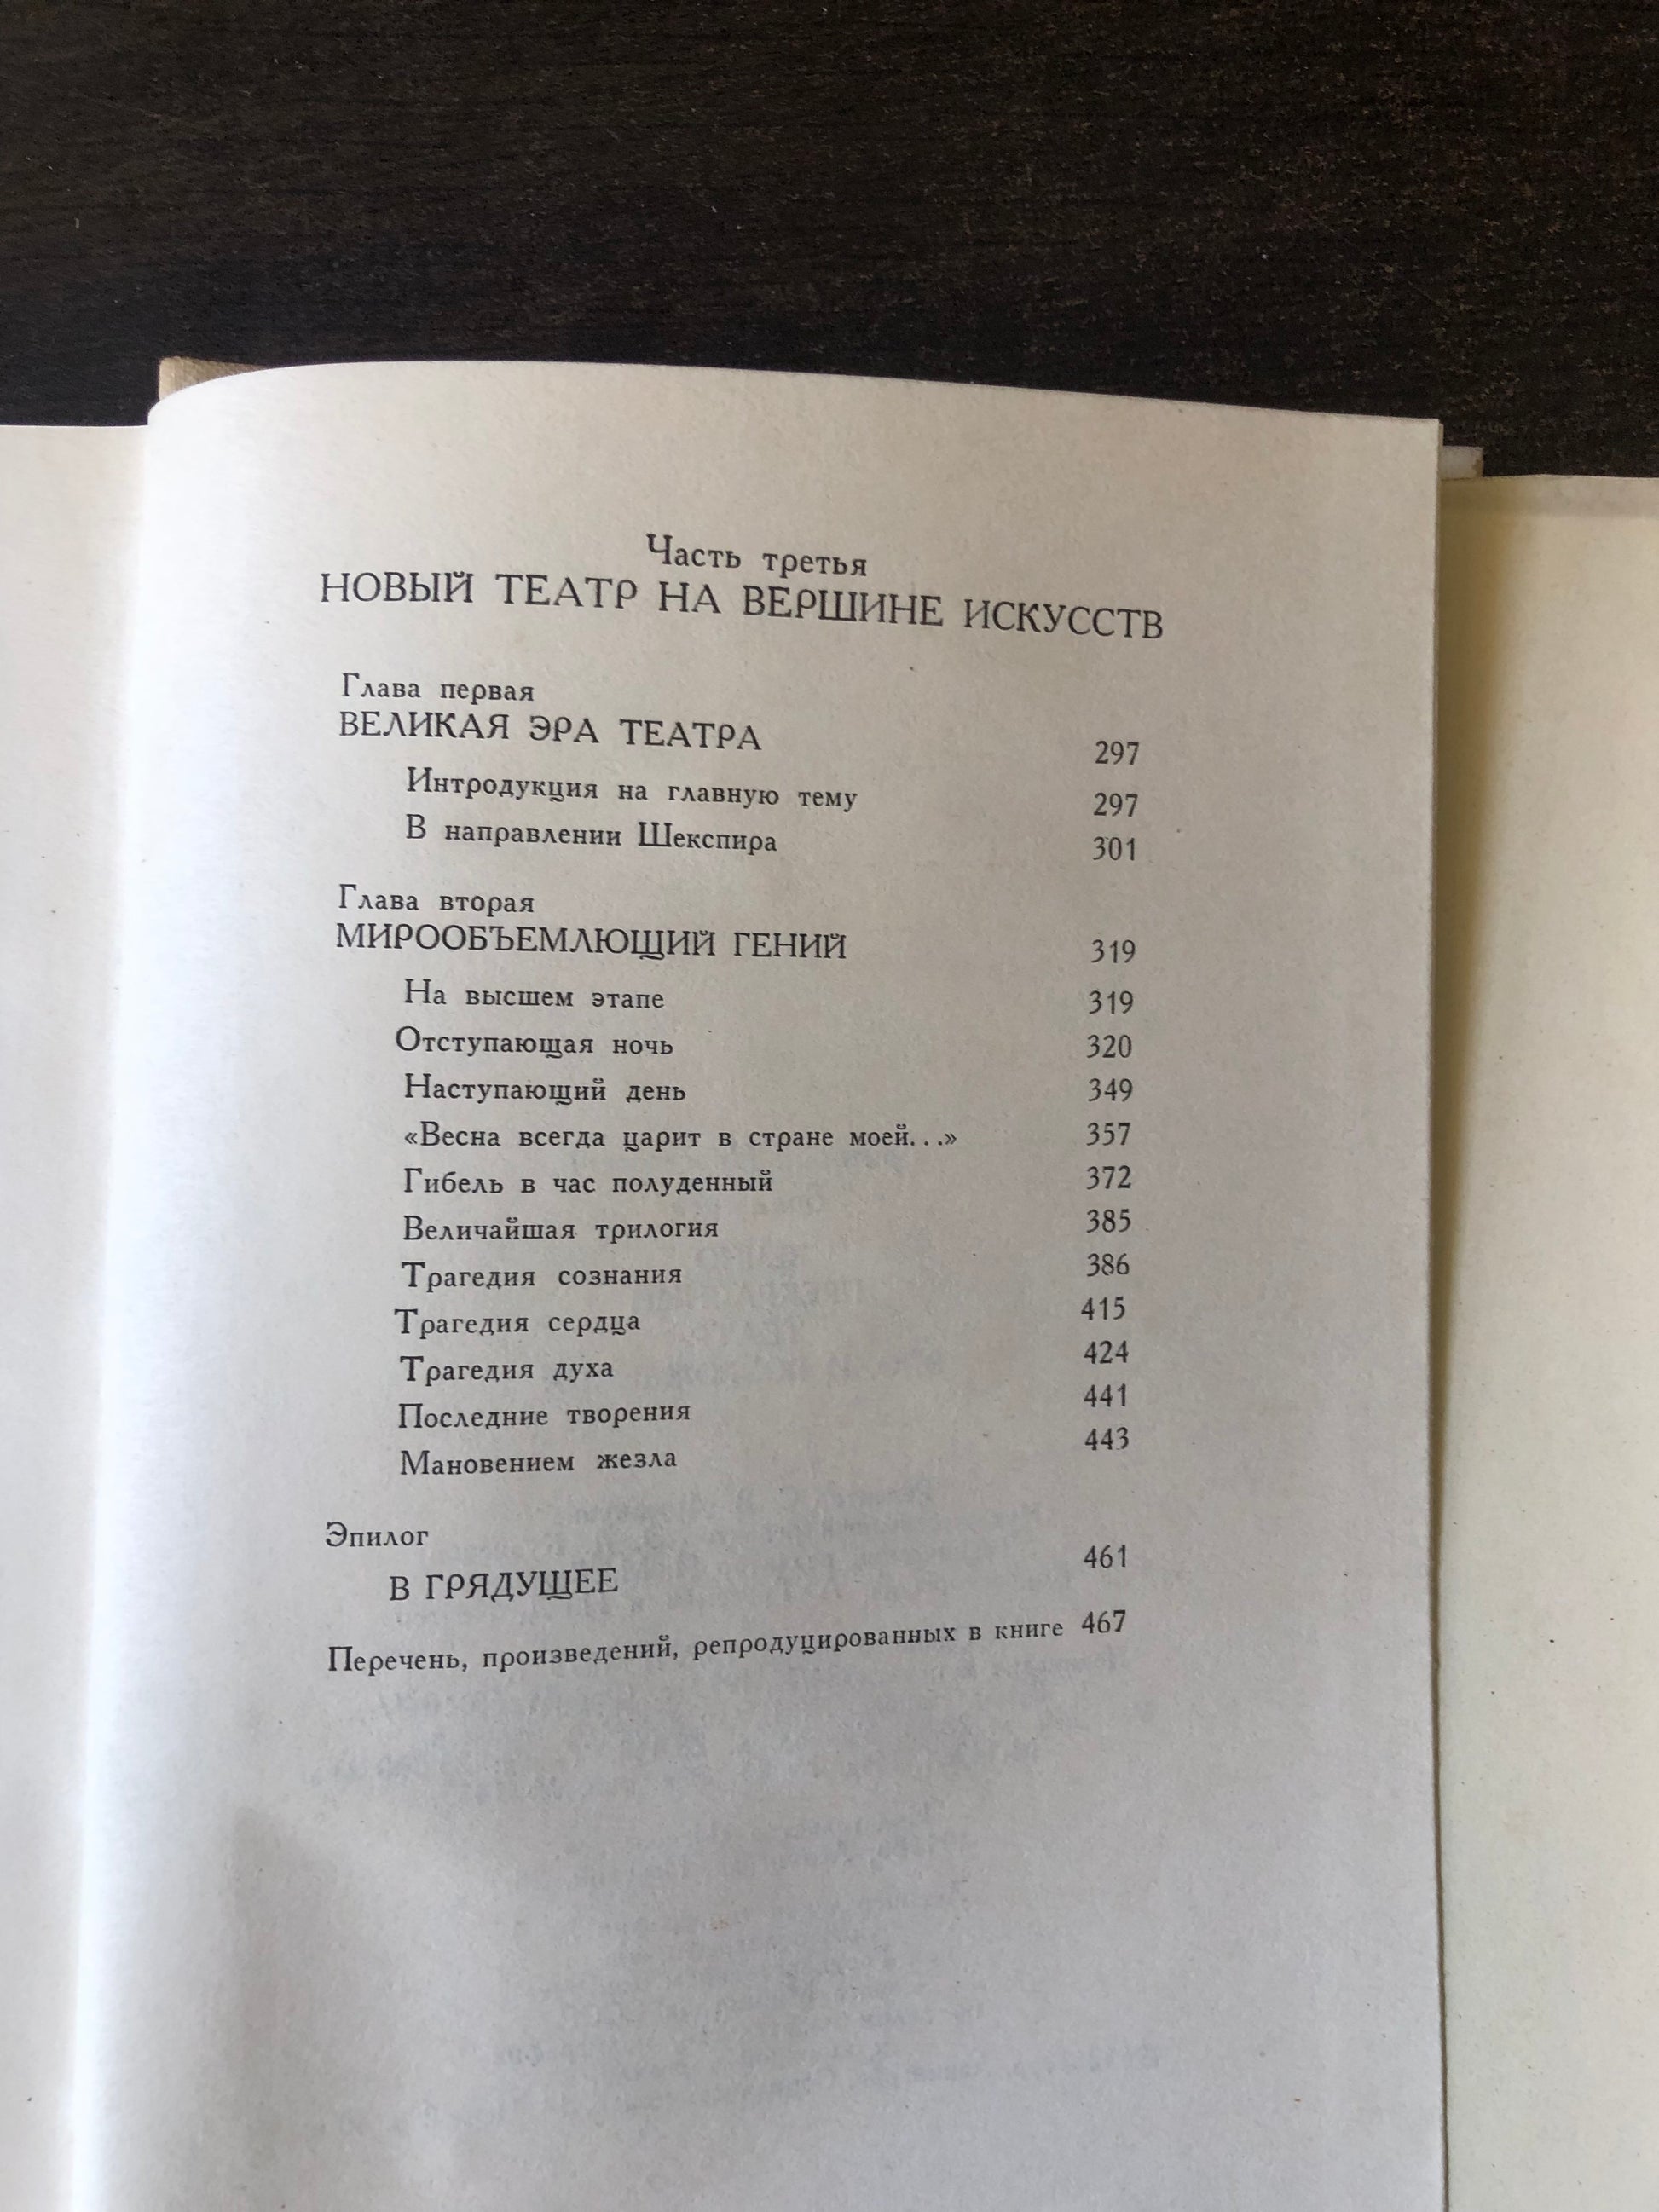 Часть третья
НОВЫЙ ТЕАТР НА ВЕРШИНЕ ИСКУССТВ
Глава первая
ВЕЛИКАЯ ЭРА ТЕАТРА 297
Интродукция на главную тему 297
В направлении Шекспира 301
Глава вторая
МИРООБЪЕМЛЮЩИЙ ГЕНИЙ 319
На высшем этапе 319
Отступающая ночь 320
Наступающий день 349
«Весна всегда царит в стране моей...» 357
Гибель в час полуденный 372
Величайшая трилогия 385
Трагедия сознания 386
Трагедия сердца 415
Трагедия духа 424
Последние творения 441
Мановением жезла 443
Эпилог
В ГРЯДУЩЕЕ 461
Перечень, произведений, репродуцированных в книге 467